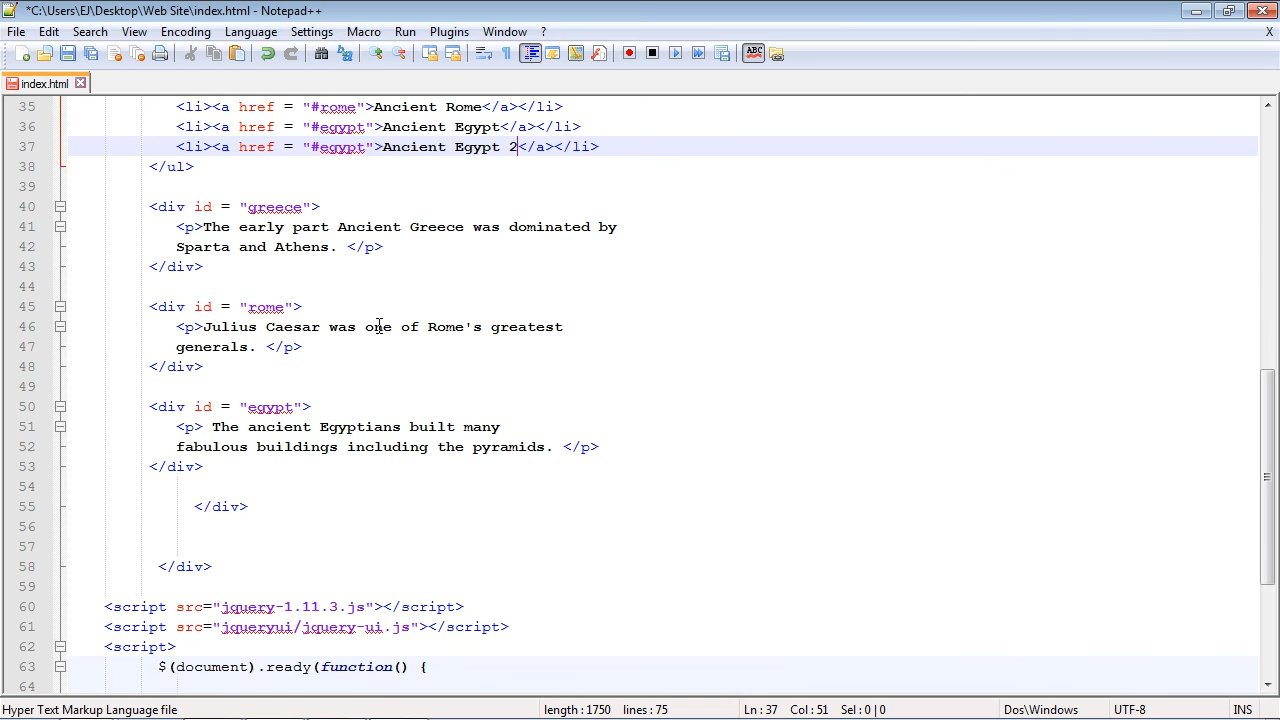 *C:\Users\EJ\Desktop\Web Site\index.html - Notepad++
File Edit Search View Encoding Language Settings Macro Run Plugins Window ? X
ABC
index.html
35 <li><a href = "#rome">Ancient Rome</a></li>
36 <li><a href = "#egypt">Ancient Egypt</a></li>
37 <li><a href = "#egypt">Ancient Egypt 2</a></li>
38 </ul>
39
40 <div id = "greece">
41 <p>The early part Ancient Greece was dominated by
42 Sparta and Athens. </p>
43 </div>
44
45 <div id = "rome">
46 <p>Julius Caesar was one of Rome's greatest
47 generals. </p>
48 </div>
49
50 <div id = "egypt">
51 <p> The ancient Egyptians built many
52 fabulous buildings including the pyramids. </p>
53 </div>
54
55 </div>
56
57
58 </div>
59
60 <script src="jquery-1.11.3.js"></script>
61 <script src="jqueryui/jquery-ui.js"></script>
62 <script>
63 $(document).ready(function() {
64
Hyper Text Markup Language file length : 1750 lines : 75 Ln : 37 Col : 51 Sel : 0 | 0 Dos\Windows UTF-8 INS